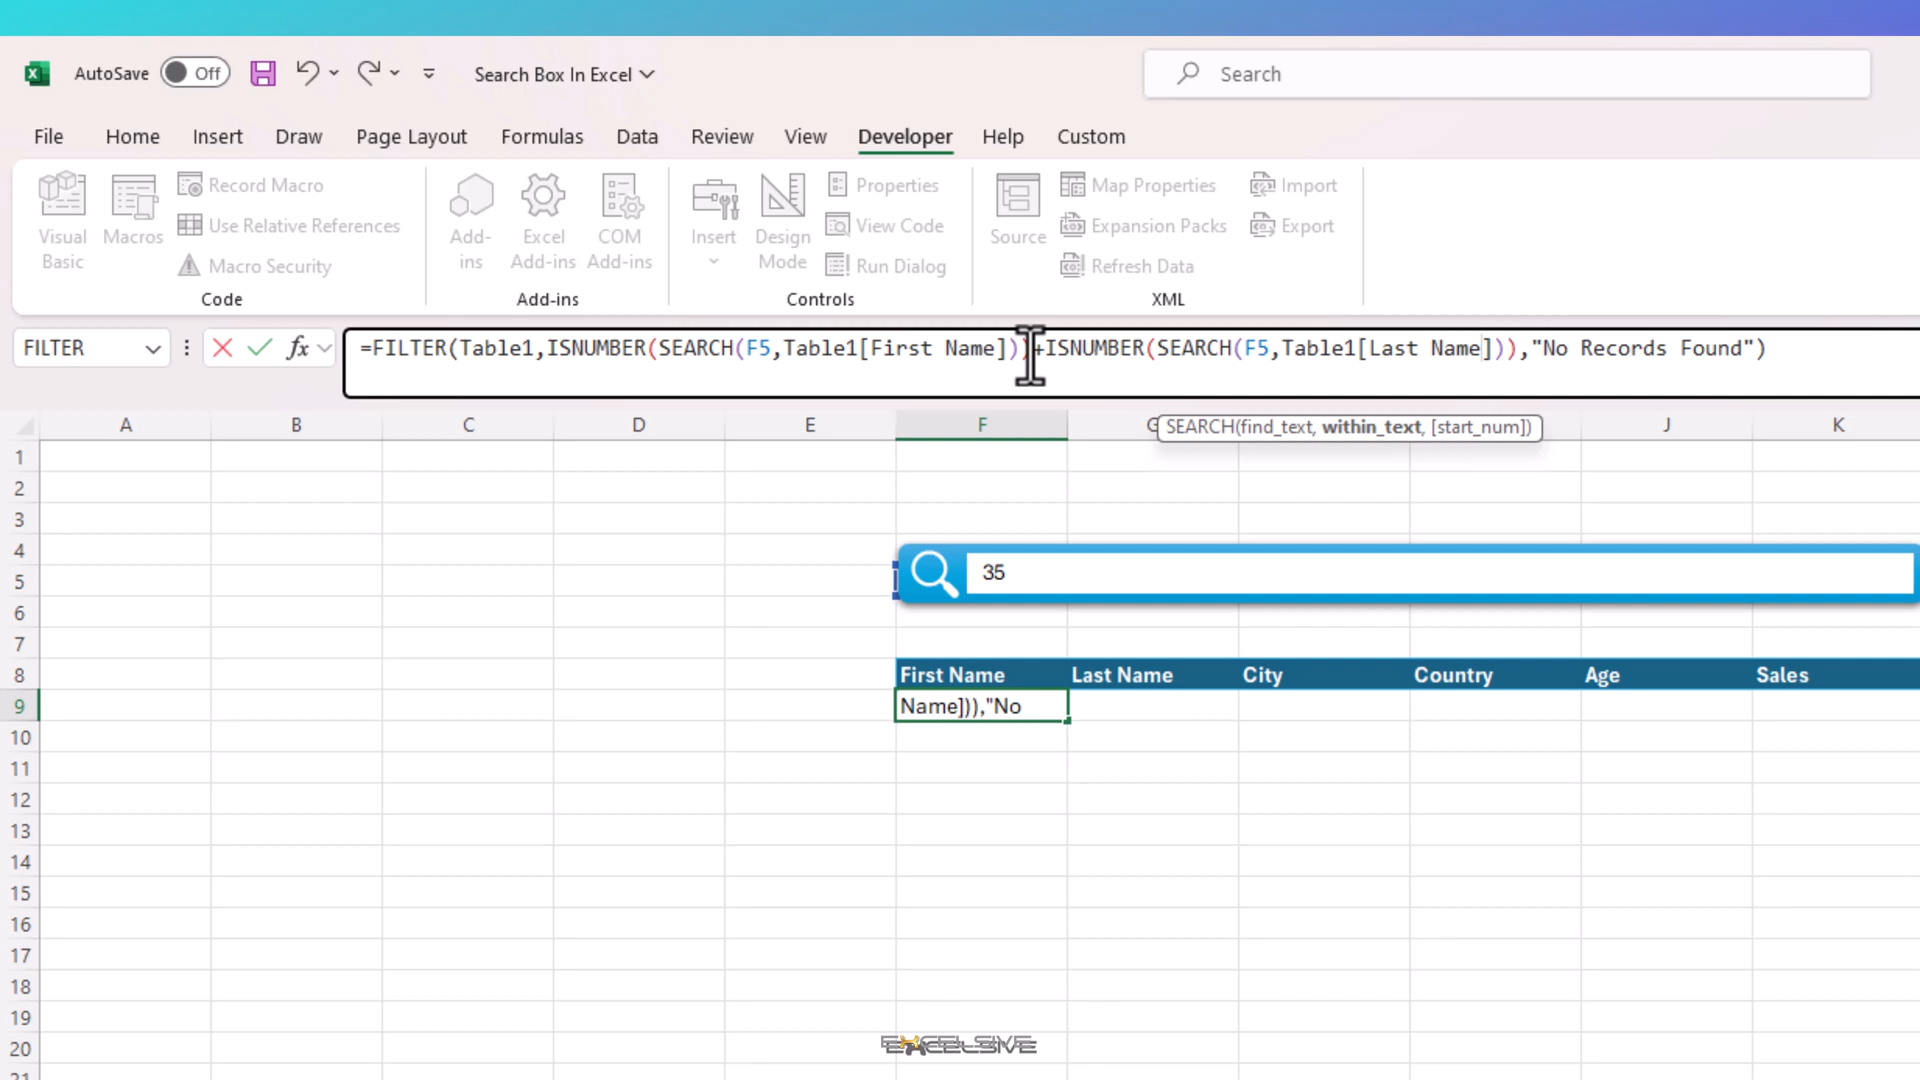 AutoSave Off Search Box In Excel Search
File Home Insert Draw Page Layout Formulas Data Review View Developer Help Custom
Visual Basic
Macros
Record Macro
Use Relative References
Macro Security
Code
Add-ins
Excel Add-ins
COM Add-ins
Add-ins
Insert
Design Mode
Properties
View Code
Run Dialog
Controls
Source
Map Properties
Expansion Packs
Refresh Data
Import
Export
XML
FILTER fx =FILTER(Table1,ISNUMBER(SEARCH(F5,Table1[First Name]))+ISNUMBER(SEARCH(F5,Table1[Last Name])),"No Records Found")
SEARCH(find_text, within_text, [start_num])
A B C D E F G J K
1
2
3
4
5 35
6
7
8 First Name Last Name City Country Age Sales
9 Name])),"No
10
11
12
13
14
15
16
17
18
19
20
21
EXCELSIVE